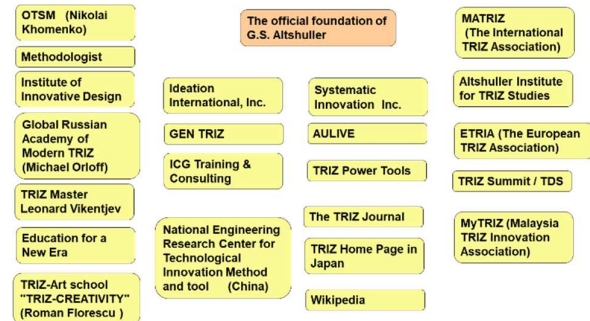 OTSM (Nikolai
Khomenko)
Methodologist
Institute of
Innovative Design
Global Russian
Academy of
Modern TRIZ
(Michael Orloff)
TRIZ Master
Leonard Vikentjev
Education for a
New Era
TRIZ-Art school
"TRIZ-CREATIVITY"
(Roman Florescu )
The official foundation of
G.S. Altshuller
Ideation
International, Inc.
GEN TRIZ
ICG Training &
Consulting
National Engineering
Research Center for
Technological
Innovation Method
and tool (China)
Systematic
Innovation Inc.
AULIVE
TRIZ Power Tools
The TRIZ Journal
TRIZ Home Page in
Japan
Wikipedia
MATRIZ
(The International
TRIZ Association)
Altshuller Institute
for TRIZ Studies
ETRIA (The European
TRIZ Association)
TRIZ Summit / TDS
MyTRIZ (Malaysia
TRIZ Innovation
Association)